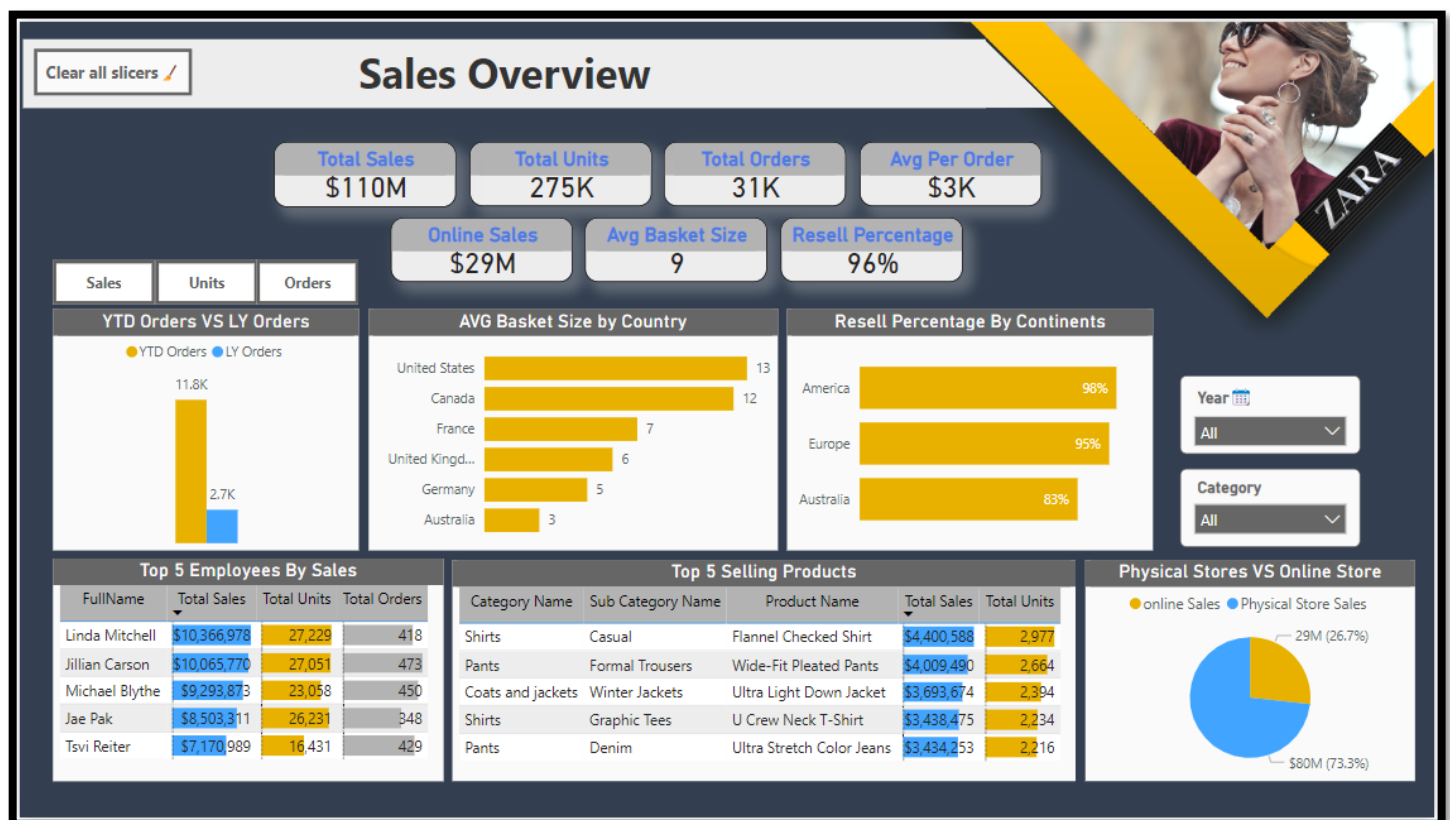 Clear all slicers
Sales Overview
ZARA
Total Sales
$110M
Total Units
275K
Total Orders
31K
Avg Per Order
$3K
Online Sales
$29M
Avg Basket Size
9
Resell Percentage
96%
Sales Units Orders
YTD Orders VS LY Orders
YTD Orders LY Orders
11.8K
2.7K
AVG Basket Size by Country
United States 13
Canada 12
France 7
United Kingd... 6
Germany 5
Australia 3
Resell Percentage By Continents
America 98%
Europe 95%
Australia 83%
Year
All
Category
All
Top 5 Employees By Sales
FullName Total Sales Total Units Total Orders
Linda Mitchell $10,366,978 27,229 418
Jillian Carson $10,065,770 27,051 473
Michael Blythe $9,293,873 23,058 450
Jae Pak $8,503,311 26,231 348
Tsvi Reiter $7,170,989 16,431 429
Top 5 Selling Products
Category Name Sub Category Name Product Name Total Sales Total Units
Shirts Casual Flannel Checked Shirt $4,400,588 2,977
Pants Formal Trousers Wide-Fit Pleated Pants $4,009,490 2,664
Coats and jackets Winter Jackets Ultra Light Down Jacket $3,693,674 2,394
Shirts Graphic Tees U Crew Neck T-Shirt $3,438,475 2,234
Pants Denim Ultra Stretch Color Jeans $3,434,253 2,216
Physical Stores VS Online Store
online Sales Physical Store Sales
29M (26.7%)
$80M (73.3%)